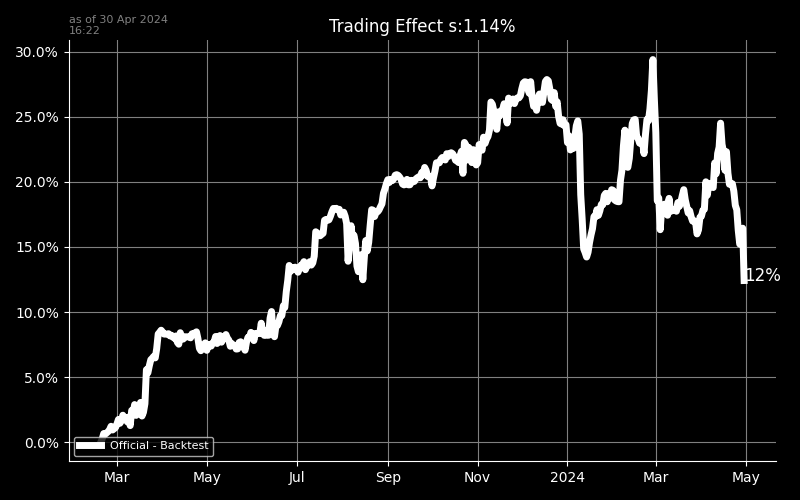 as of 30 Apr 2024
16:22
Trading Effect s:1.14%
30.0%
25.0%
20.0%
15.0%
10.0%
5.0%
0.0%
12%
Official - Backtest
Mar May Jul Sep Nov 2024 Mar May